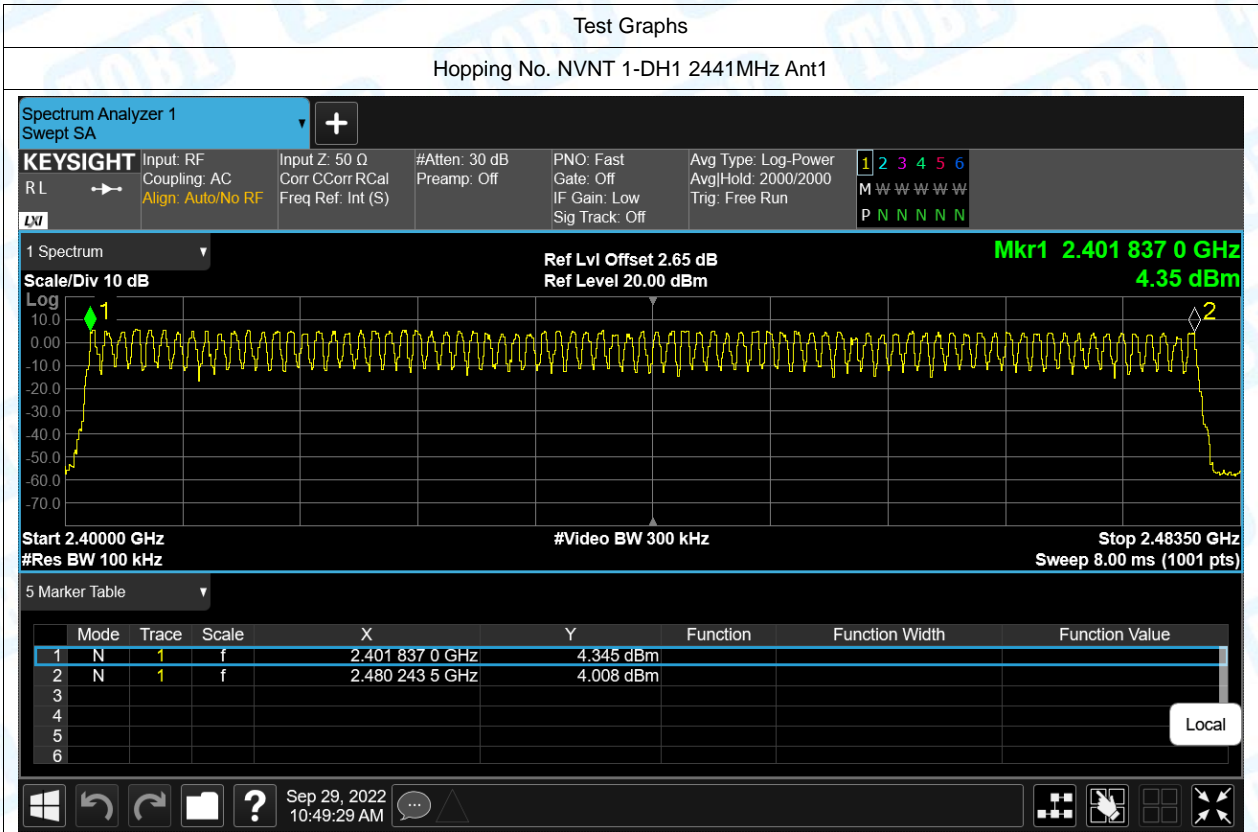 Test Graphs
Hopping No. NVNT 1-DH1 2441MHz Ant1
Spectrum Analyzer 1
Swept SA
KEYSIGHT
RL
LXI
Input: RF
Coupling: AC
Align: Auto/No RF
Input Z: 50 Ω
Corr CCorr RCal
Freq Ref: Int (S)
#Atten: 30 dB
Preamp: Off
PNO: Fast
Gate: Off
IF Gain: Low
Sig Track: Off
Avg Type: Log-Power
Avg|Hold: 2000/2000
Trig: Free Run
1 2 3 4 5 6
M W W W W W
P N N N N N
1 Spectrum
Scale/Div 10 dB
Ref Lvl Offset 2.65 dB
Ref Level 20.00 dBm
Mkr1 2.401 837 0 GHz
4.35 dBm
Log
1
2
10.0
0.00
-10.0
-20.0
-30.0
-40.0
-50.0
-60.0
-70.0
Start 2.40000 GHz
#Video BW 300 kHz
Stop 2.48350 GHz
#Res BW 100 kHz
Sweep 8.00 ms (1001 pts)
5 Marker Table
Mode Trace Scale X Y Function Function Width Function Value
1 N 1 f 2.401 837 0 GHz 4.345 dBm
2 N 1 f 2.480 243 5 GHz 4.008 dBm
3
4
5
6
Local
?
Sep 29, 2022
10:49:29 AM
TOBY